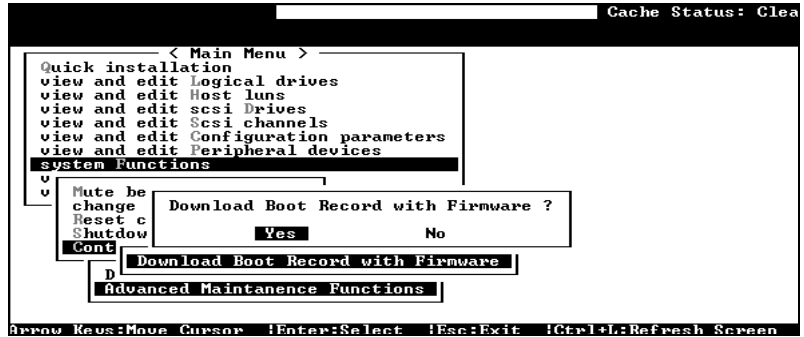 Cache Status: Clea
< Main Menu >
Quick installation
view and edit Logical drives
view and edit Host luns
view and edit scsi Drives
view and edit Scsi channels
view and edit Configuration parameters
view and edit Peripheral devices
system Functions
v
v
Mute be
change
Reset c
Shutdow
Cont
Download Boot Record with Firmware ?
Yes No
Download Boot Record with Firmware
D
Advanced Maintanence Functions
Arrow Keys:Move Cursor |Enter:Select |Esc:Exit |Ctrl+L:Refresh Screen